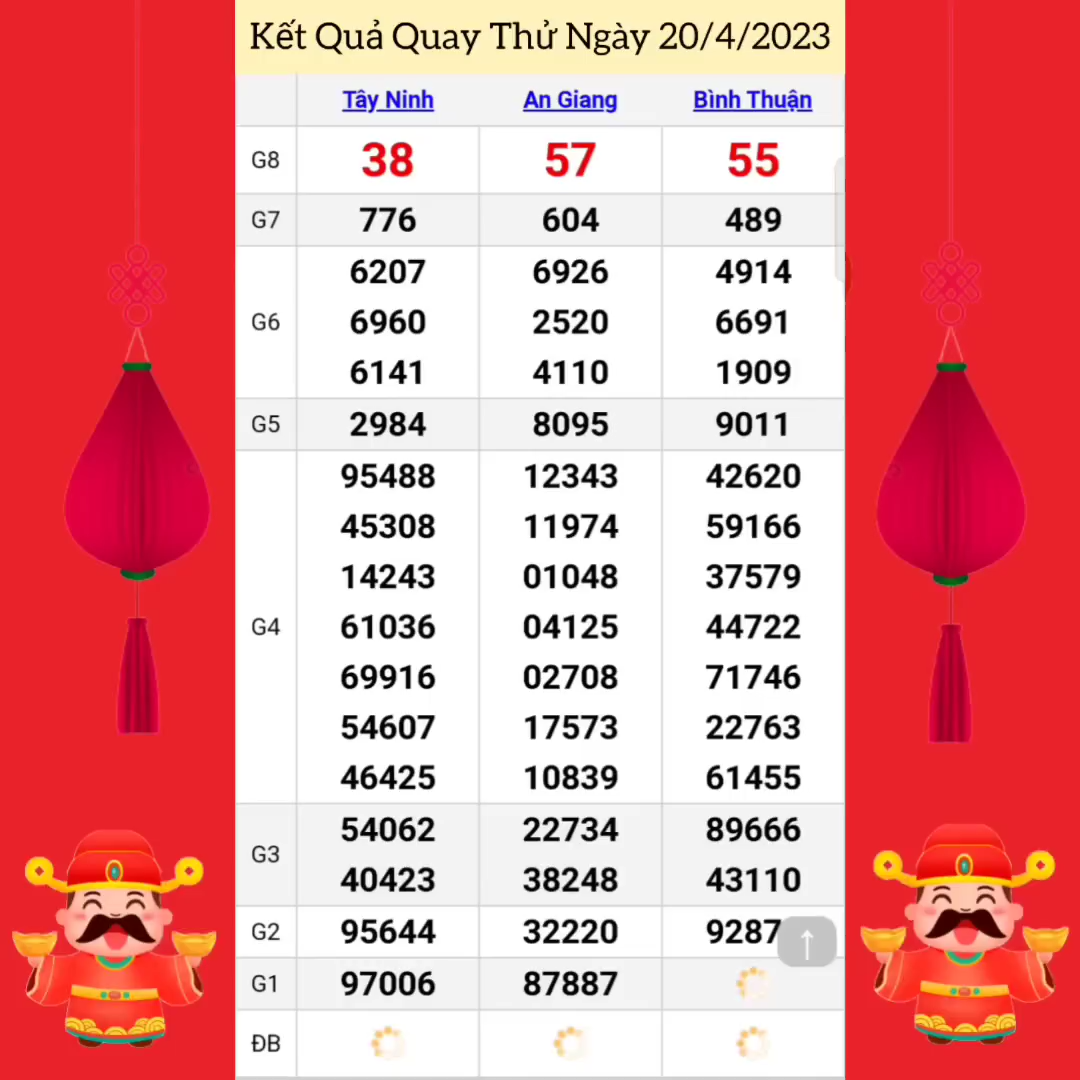 Kết Quả Quay Thử Ngày 20/4/2023
Tây Ninh An Giang Bình Thuận
G8 38 57 55
G7 776 604 489
6207 6926 4914
G6 6960 2520 6691
6141 4110 1909
G5 2984 8095 9011
95488 12343 42620
45308 11974 59166
14243 01048 37579
G4 61036 04125 44722
69916 02708 71746
54607 17573 22763
46425 10839 61455
54062 22734 89666
G3
40423 38248 43110
G2 95644 32220
G1 97006 87887
ĐB